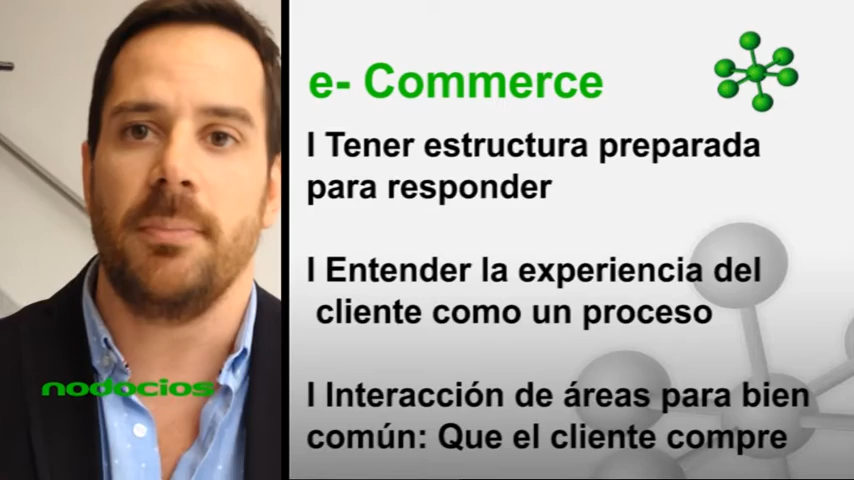 e- Commerce
I Tener estructura preparada
para responder
I Entender la experiencia del
cliente como un proceso
I Interacción de áreas para bien
común: Que el cliente compre
nodocios